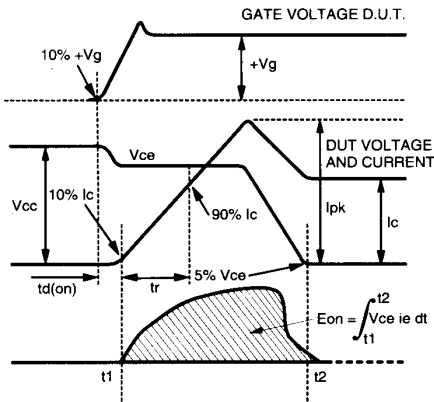 GATE VOLTAGE D.U.T.
10% +Vg
+Vg
Vce
DUT VOLTAGE
AND CURRENT
Vcc
10% Ic
90% Ic
Ipk
Ic
td(on)
tr
5% Vce
Eon = ∫ Vce ie dt
t2
t1
t1
t2